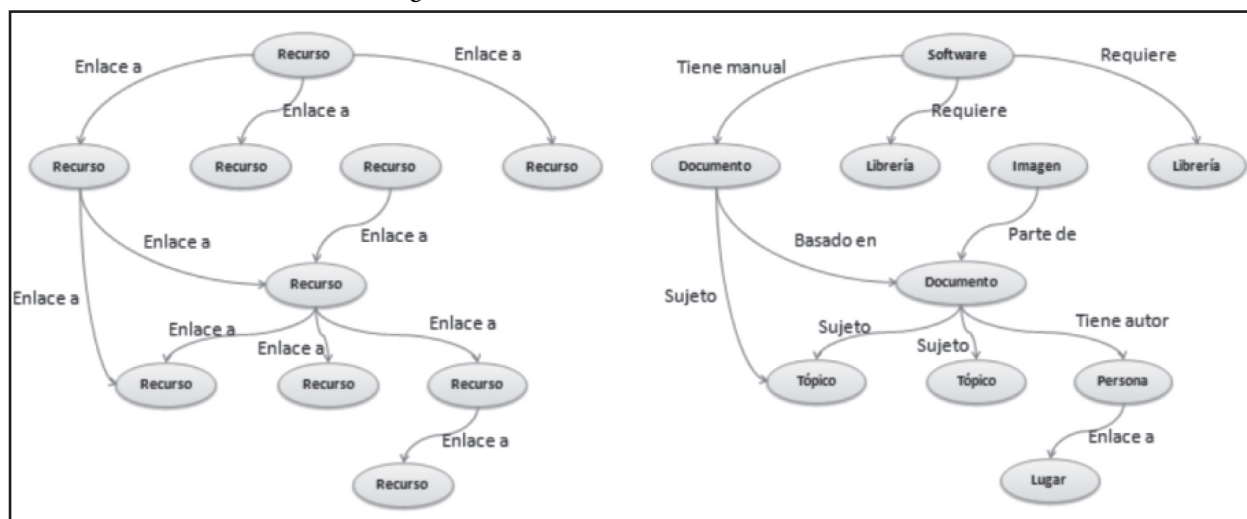 Recurso
Enlace a
Enlace a
Enlace a
Recurso
Recurso
Recurso
Recurso
Enlace a
Enlace a
Enlace a
Recurso
Enlace a
Enlace a
Enlace a
Recurso
Recurso
Recurso
Enlace a
Recurso
Software
Tiene manual
Requiere
Requiere
Documento
Librería
Imagen
Librería
Basado en
Parte de
Sujeto
Documento
Sujeto
Sujeto
Tiene autor
Tópico
Tópico
Persona
Enlace a
Lugar